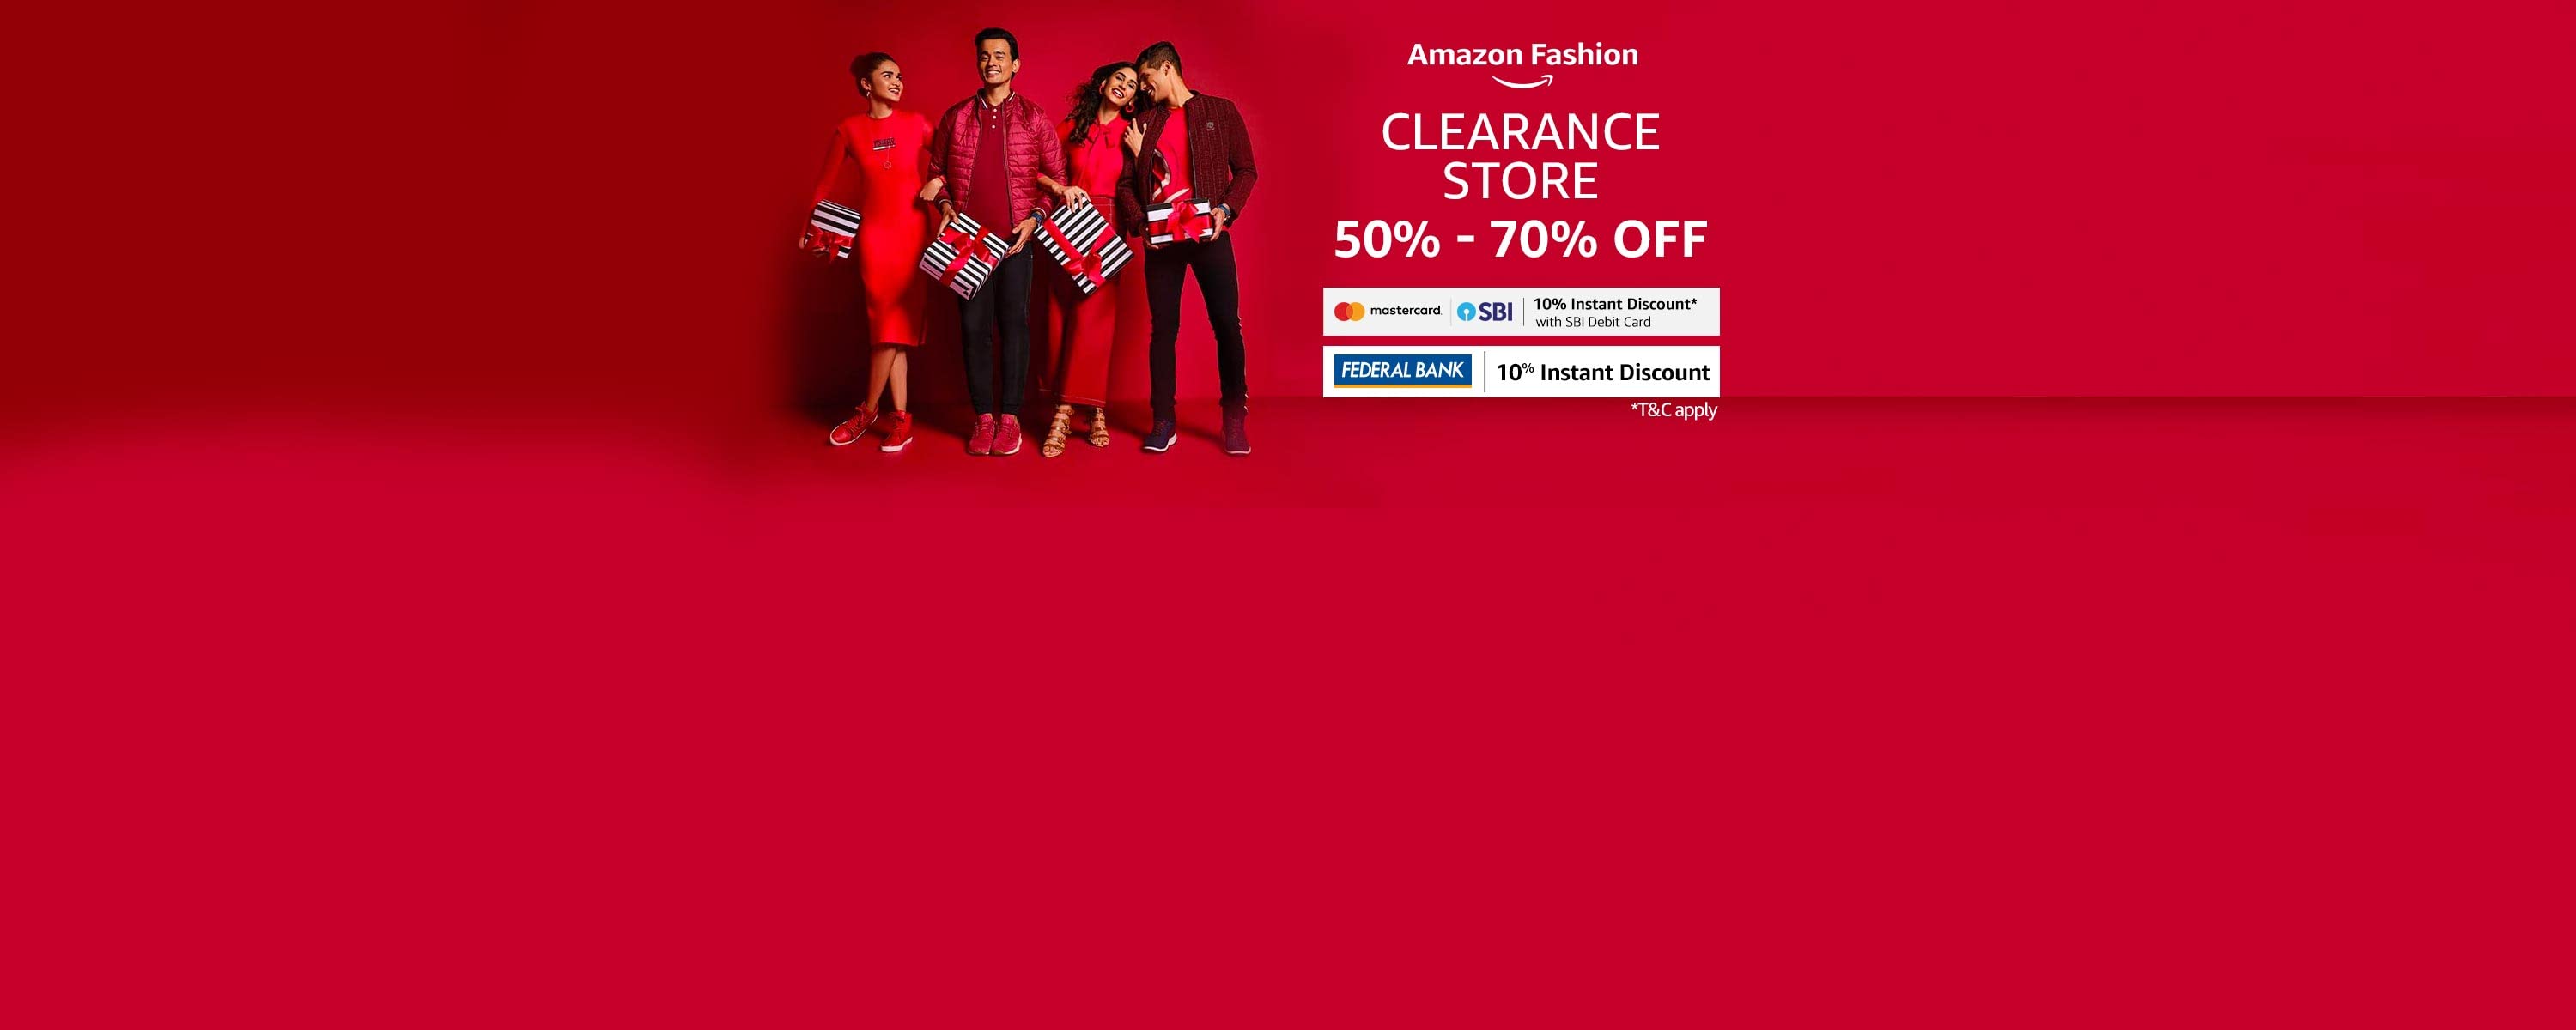 Amazon Fashion
CLEARANCE
STORE
50% - 70% OFF
mastercard. SBI 10% Instant Discount*
with SBI Debit Card
FEDERAL BANK 10% Instant Discount
*T&C apply